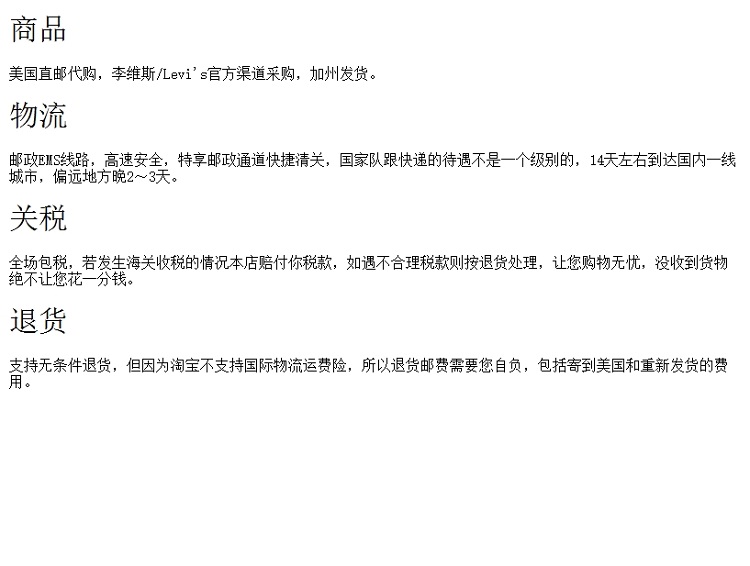 商品
美国直邮代购，李维斯/Levi's官方渠道采购，加州发货。
物流
邮政EMS线路，高速安全，特享邮政通道快捷清关，国家队跟快递的待遇不是一个级别的，14天左右到达国内一线
城市，偏远地方晚2～3天。
关税
全场包税，若发生海关收税的情况本店赔付你税款，如遇不合理税款则按退货处理，让您购物无忧，没收到货物
绝不让您花一分钱。
退货
支持无条件退货，但因为淘宝不支持国际物流运费险，所以退货邮费需要您自负，包括寄到美国和重新发货的费
用。